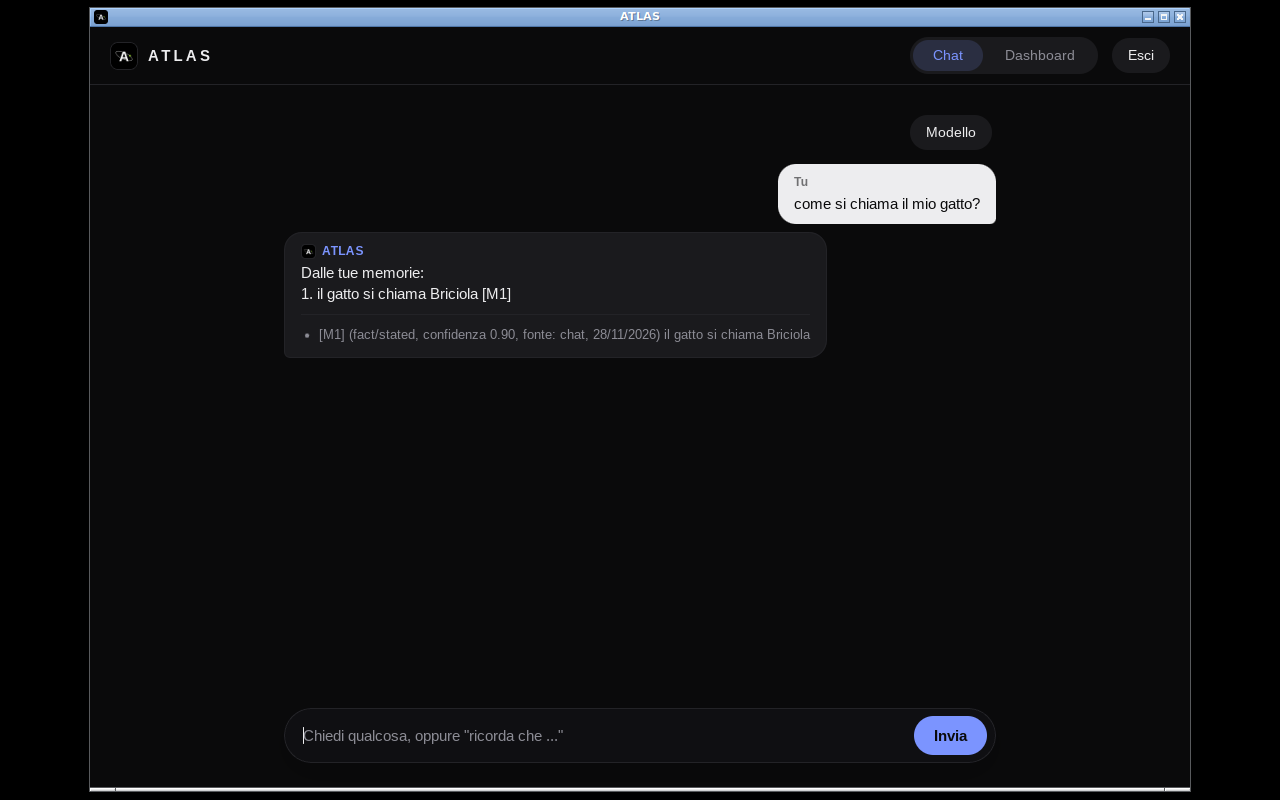 ATLAS
ATLAS
Chat
Dashboard
Esci
Modello
Tu
come si chiama il mio gatto?
ATLAS
Dalle tue memorie:
1. il gatto si chiama Briciola [M1]
• [M1] (fact/stated, confidenza 0.90, fonte: chat, 28/11/2026) il gatto si chiama Briciola
Chiedi qualcosa, oppure "ricorda che ..."
Invia